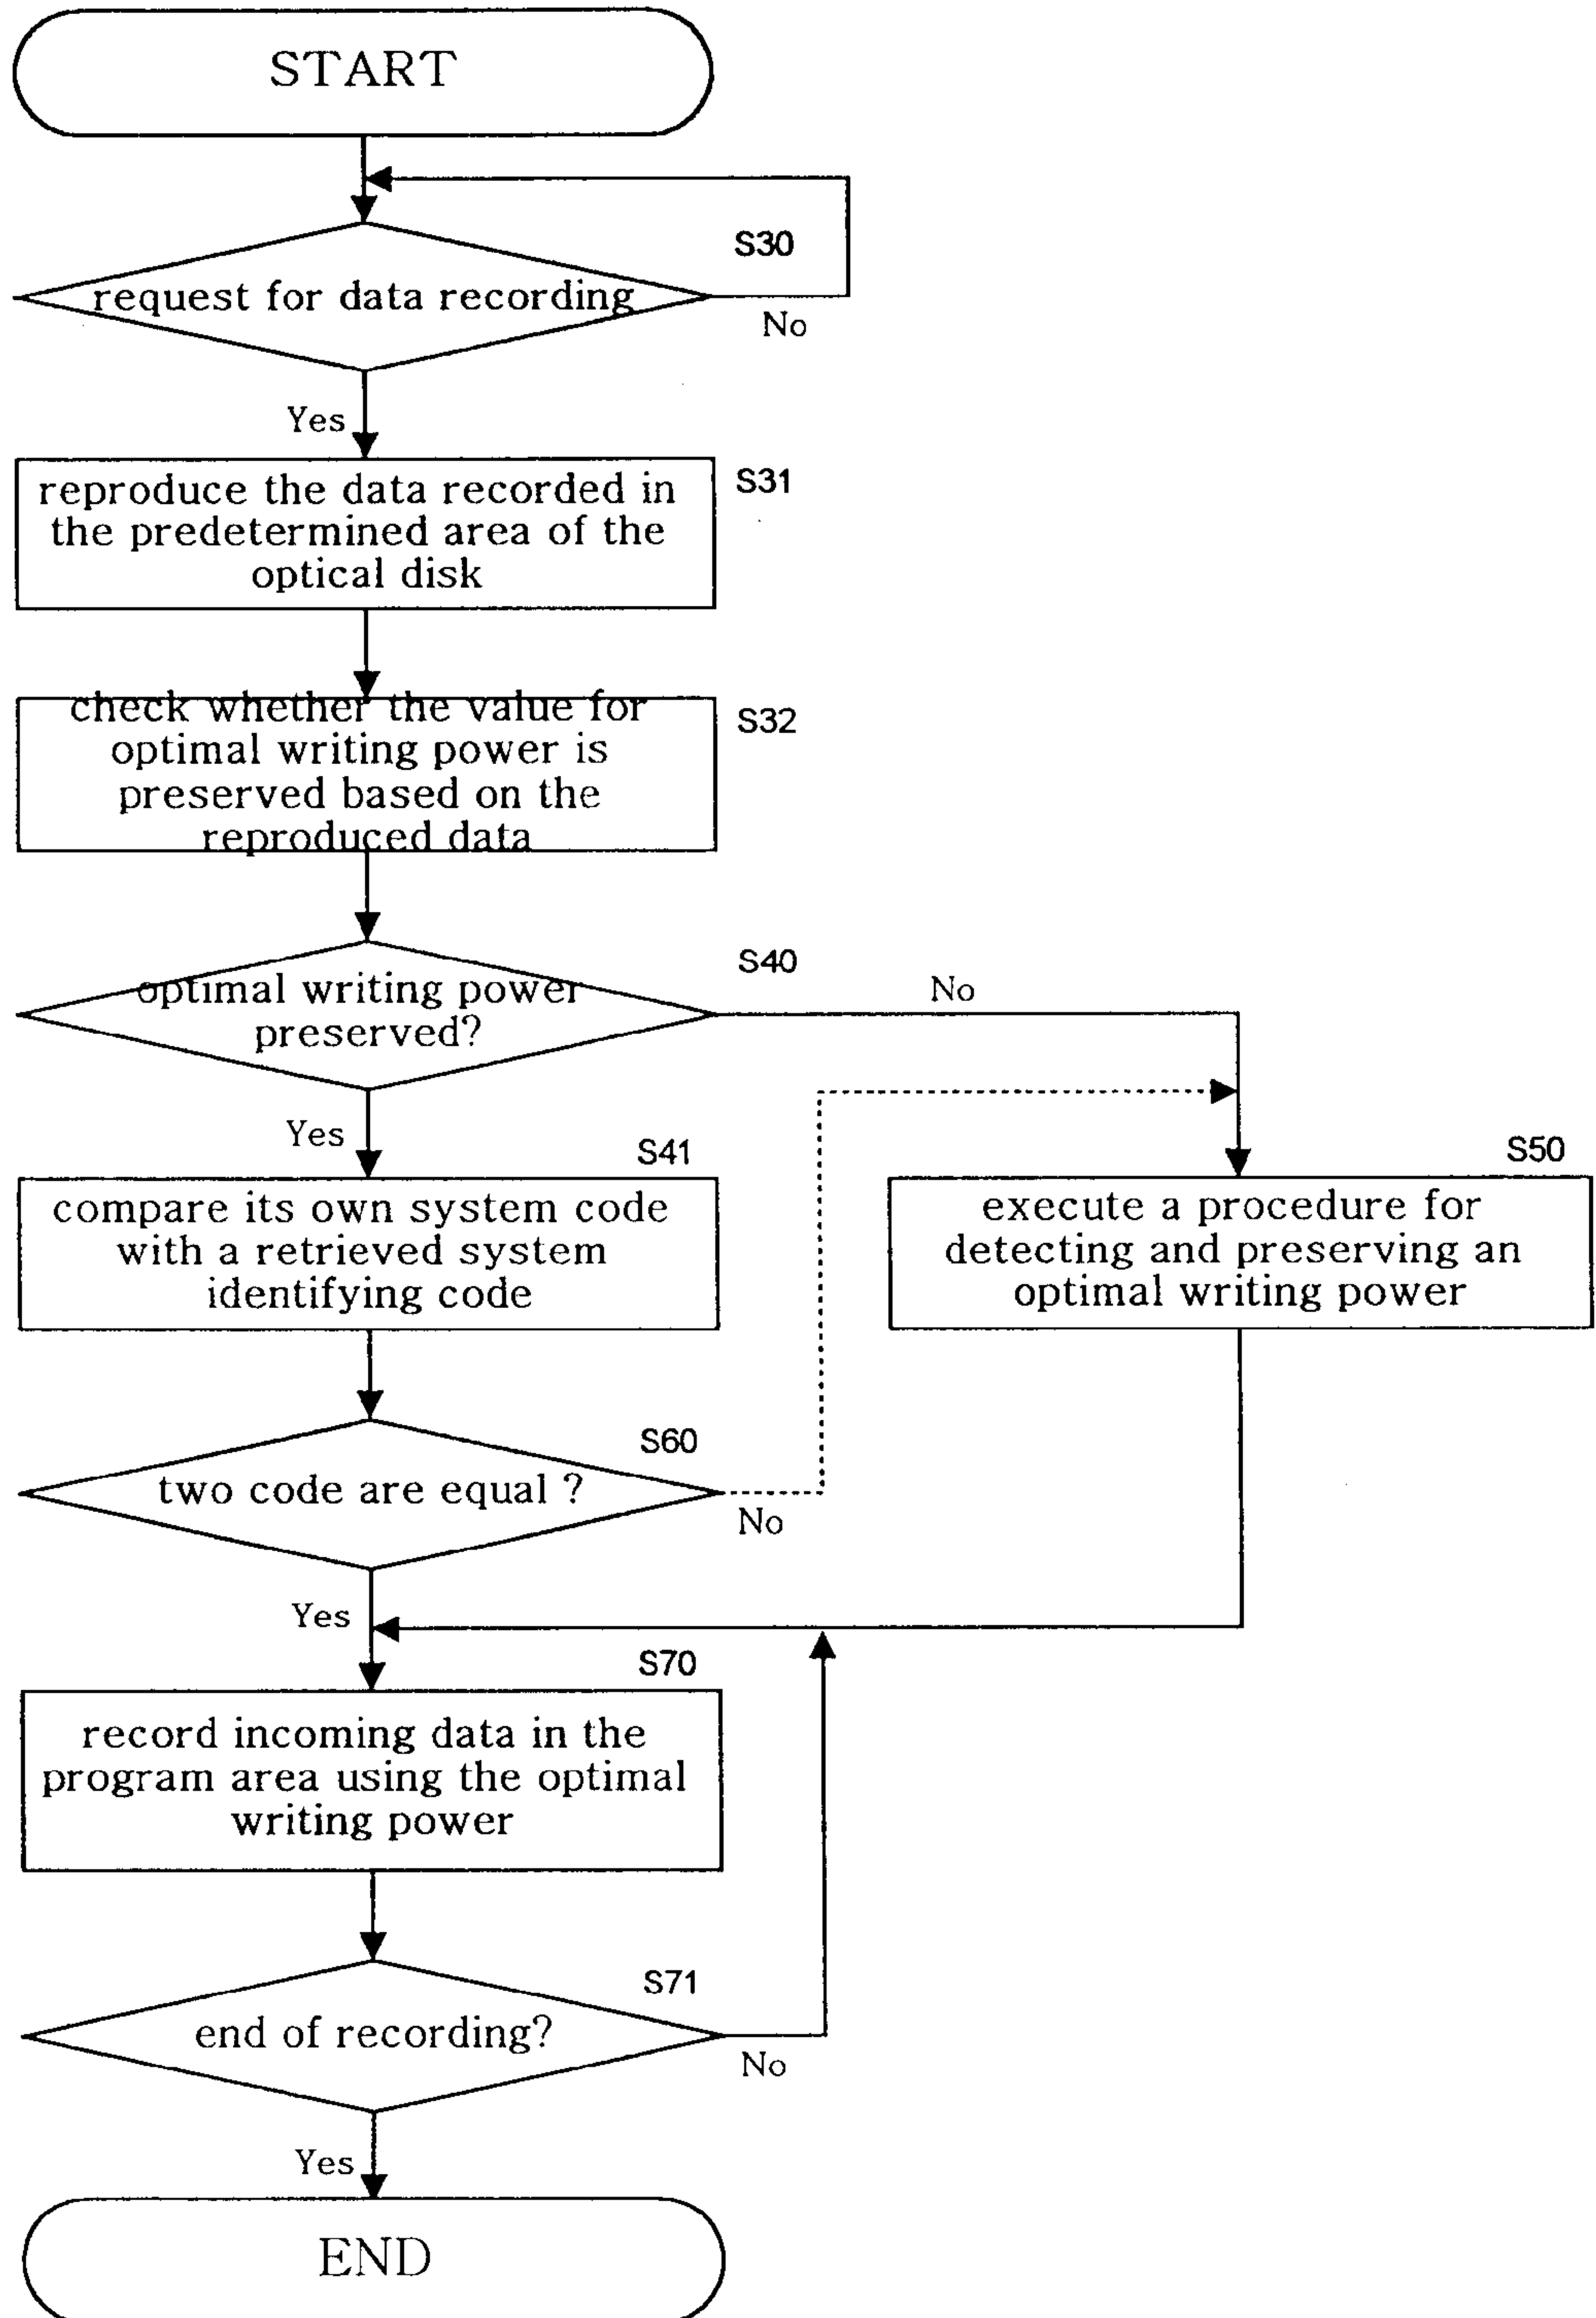 START
S30
request for data recording
No
Yes
S31
reproduce the data recorded in
the predetermined area of the
optical disk
S32
check whether the value for
optimal writing power is
preserved based on the
reproduced data
S40
optimal writing power
preserved?
No
Yes
S41
compare its own system code
with a retrieved system
identifying code
S50
execute a procedure for
detecting and preserving an
optimal writing power
S60
two code are equal ?
No
Yes
S70
record incoming data in the
program area using the optimal
writing power
S71
end of recording?
No
Yes
END